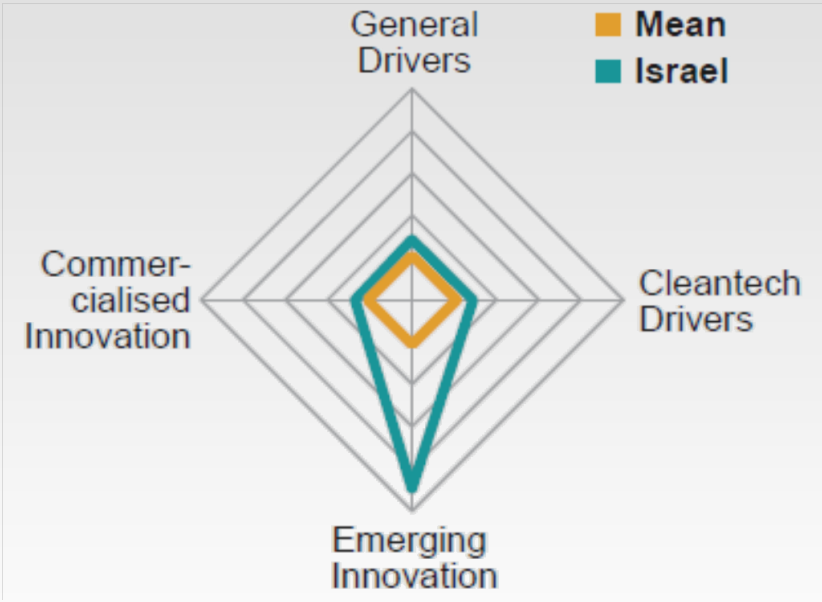 General
Drivers
Mean
Israel
Commer-
cialised
Innovation
Cleantech
Drivers
Emerging
Innovation